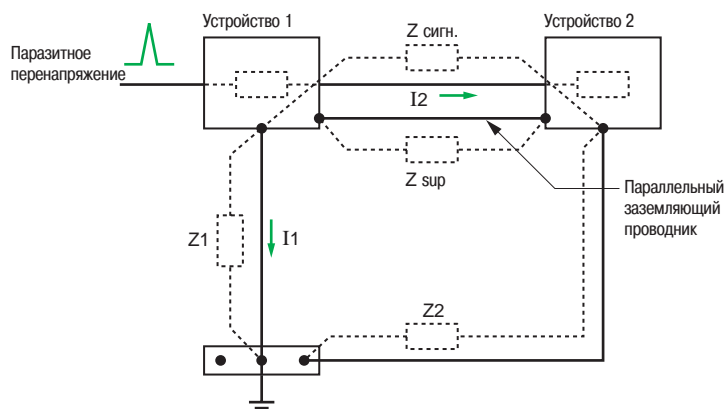 Устройство 1
Устройство 2
Z сигн.
Паразитное
перенапряжение
I2
Z sup
Параллельный
заземляющий
проводник
Z1
I1
Z2